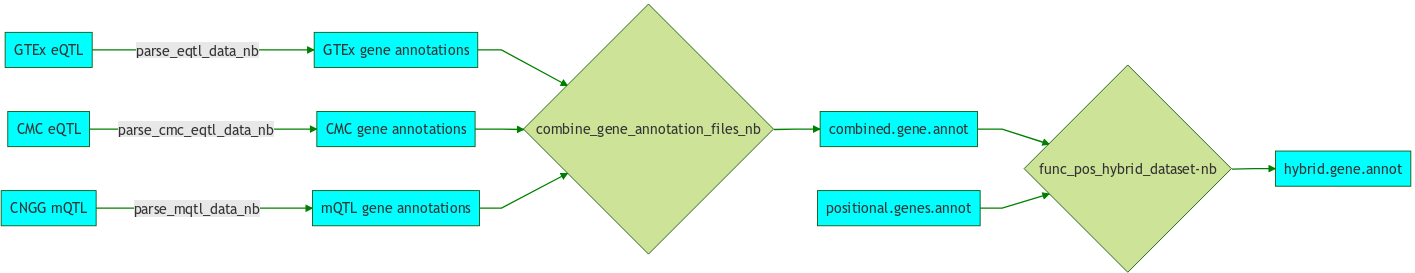 GTEx eQTL
parse_eqtl_data_nb
GTEx gene annotations
CMC eQTL
parse_cmc_eqtl_data_nb
CMC gene annotations
CNGG mQTL
parse_mqtl_data_nb
mQTL gene annotations
combine_gene_annotation_files_nb
combined.gene.annot
positional.genes.annot
func_pos_hybrid_dataset-nb
hybrid.gene.annot